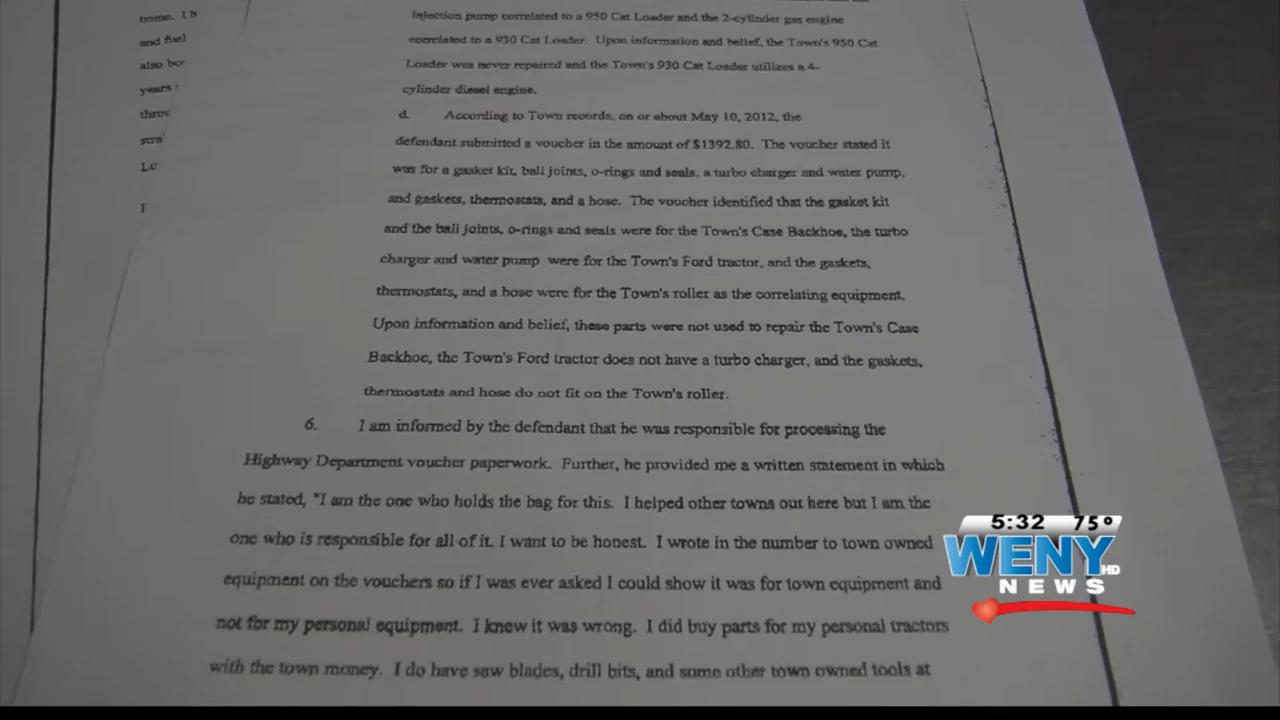 home. I b
and fuel
also bo
years
throu
stra
Injection pump correlated to a 950 Cat Loader and the 2-cylinder gas engine
correlated to a 930 Cat Loader. Upon information and belief, the Town's 950 Cat
Loader was never repaired and the Town's 930 Cat Loader utilizes a 4-
cylinder diesel engine.
d. According to Town records, on or about May 10, 2012, the
defendant submitted a voucher in the amount of $1392.80. The voucher stated it
was for a gasket kit, ball joints, o-rings and seals, a turbo charger and water pump,
and gaskets, thermostats, and a hose. The voucher identified that the gasket kit
and the ball joints, o-rings and seals were for the Town's Case Backhoe, the turbo
charger and water pump were for the Town's Ford tractor, and the gaskets,
thermostats, and a hose were for the Town's roller as the correlating equipment.
Upon information and belief, these parts were not used to repair the Town's Case
Backhoe, the Town's Ford tractor does not have a turbo charger, and the gaskets,
thermostats and hose do not fit on the Town's roller.
6. I am informed by the defendant that he was responsible for processing the
Highway Department voucher paperwork. Further, he provided me a written statement in which
he stated, "I am the one who holds the bag for this. I helped other towns out here but I am the
one who is responsible for all of it. I want to be honest. I wrote in the number to town owned
equipment on the vouchers so if I was ever asked I could show it was for town equipment and
not for my personal equipment. I knew it was wrong. I did buy parts for my personal tractors
with the town money. I do have saw blades, drill bits, and some other town owned tools at
5:32 75°
WENY HD
NEWS